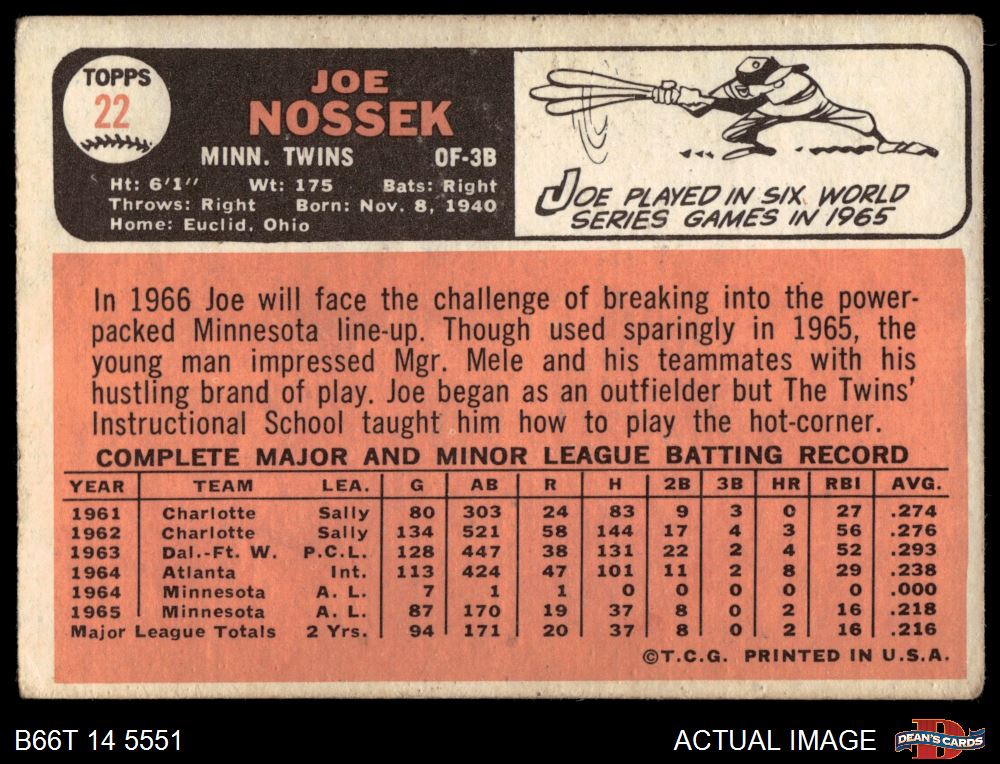 TOPPS
22
JOE
NOSSEK
MINN. TWINS OF-3B
Ht: 6'1" Wt: 175 Bats: Right
Throws: Right Born: Nov. 8, 1940
Home: Euclid, Ohio
JOE PLAYED IN SIX WORLD
SERIES GAMES IN 1965
In 1966 Joe will face the challenge of breaking into the power-
packed Minnesota line-up. Though used sparingly in 1965, the
young man impressed Mgr. Mele and his teammates with his
hustling brand of play. Joe began as an outfielder but The Twins'
Instructional School taught him how to play the hot-corner.
COMPLETE MAJOR AND MINOR LEAGUE BATTING RECORD
YEAR TEAM LEA. G AB R H 2B 3B HR RBI AVG.
1961 Charlotte Sally 80 303 24 83 9 3 0 27 .274
1962 Charlotte Sally 134 521 58 144 17 4 3 56 .276
1963 Dal.-Ft. W. P.C.L. 128 447 38 131 22 2 4 52 .293
1964 Atlanta Int. 113 424 47 101 11 2 8 29 .238
1964 Minnesota A. L. 7 1 1 0 0 0 0 0 .000
1965 Minnesota A. L. 87 170 19 37 8 0 2 16 .218
Major League Totals 2 Yrs. 94 171 20 37 8 0 2 16 .216
©T.C.G. PRINTED IN U.S.A.
B66T 14 5551 ACTUAL IMAGE
D
DEAN'S CARDS